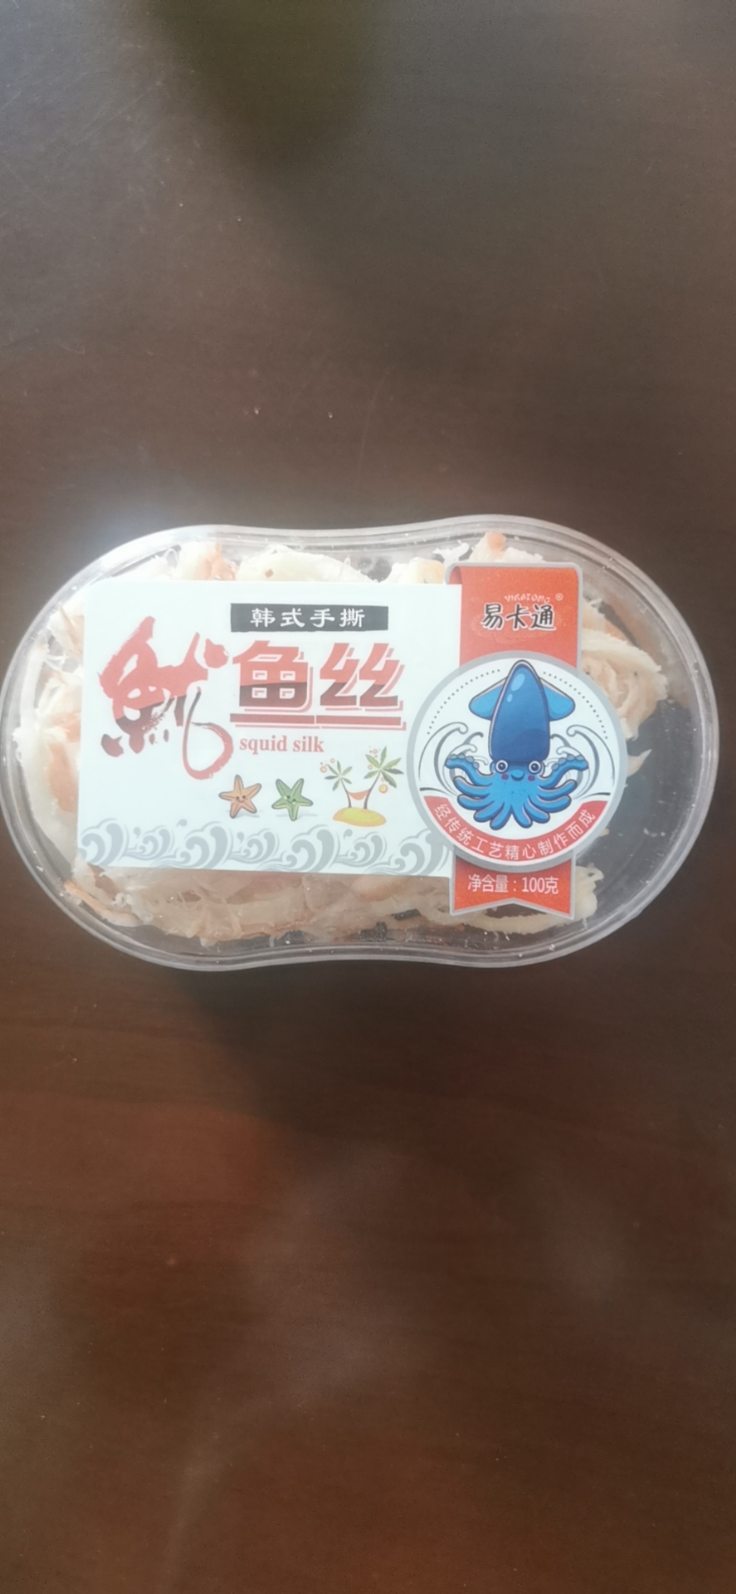 韩式手撕
鱿鱼丝
squid silk
YIKATONG®
易卡通
经传统工艺精心制作而成
净含量:100克